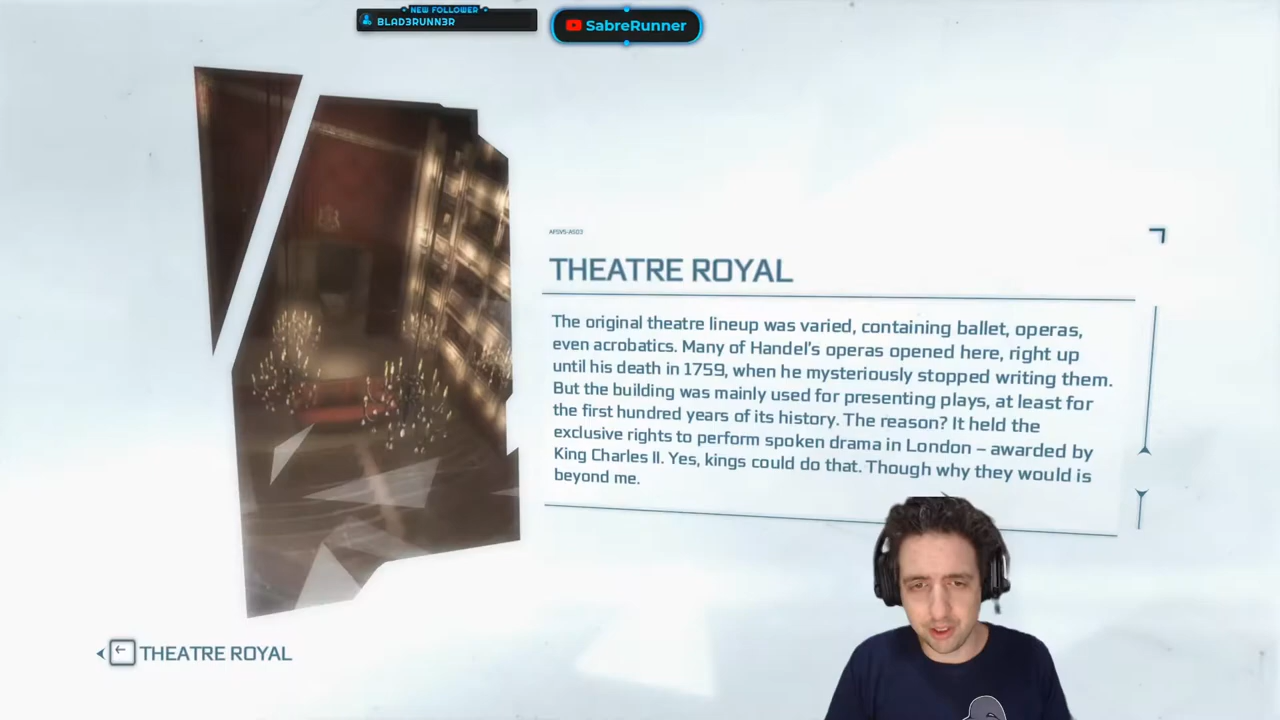 NEW FOLLOWER
BLAD3RUNN3R
SabreRunner
THEATRE ROYAL
The original theatre lineup was varied, containing ballet, operas,
even acrobatics. Many of Handel's operas opened here, right up
until his death in 1759, when he mysteriously stopped writing them.
But the building was mainly used for presenting plays, at least for
the first hundred years of its history. The reason? It held the
exclusive rights to perform spoken drama in London – awarded by
King Charles II. Yes, kings could do that. Though why they would is
beyond me.
THEATRE ROYAL